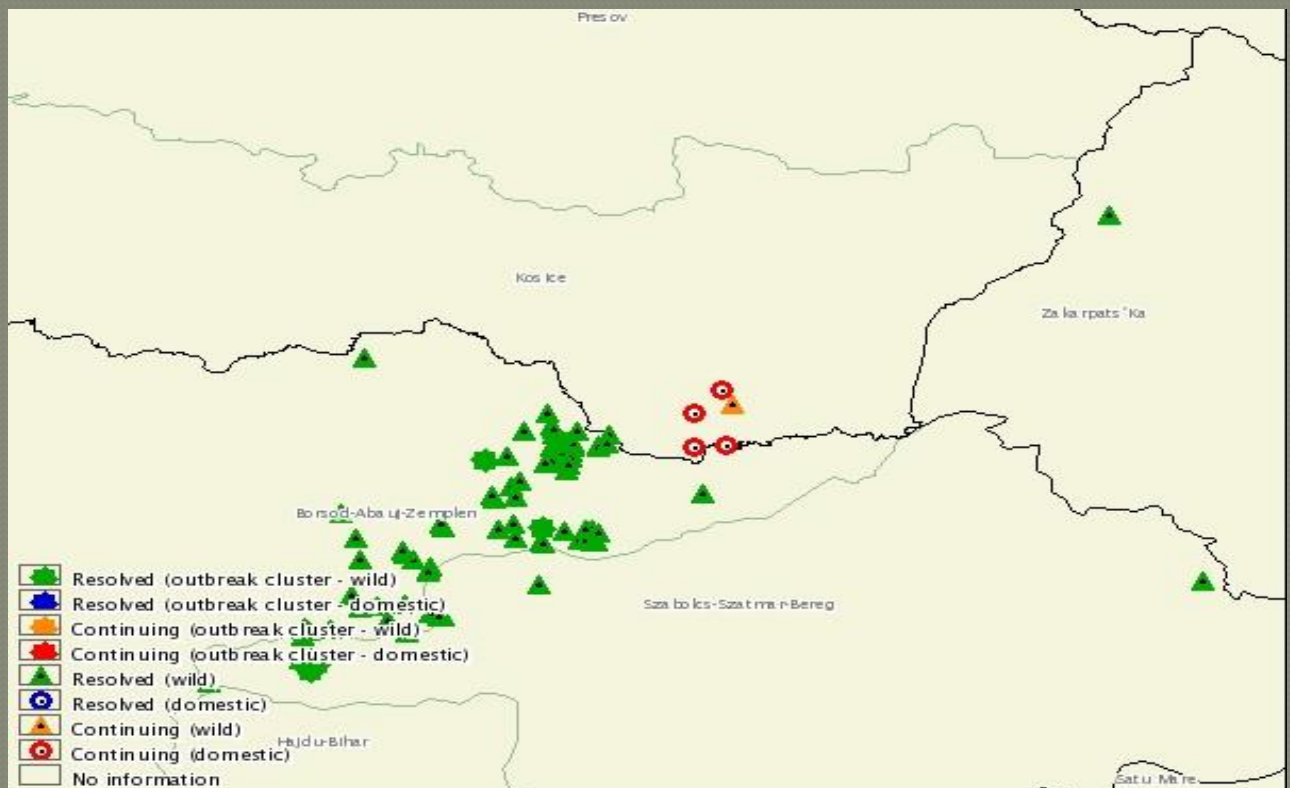 Presov
Kosice
Zakarpats'Ka
Borsod-Abauj-Zemplen
Szabolcs-Szatmar-Bereg
Resolved (outbreak cluster - wild)
Resolved (outbreak cluster - domestic)
Continuing (outbreak cluster - wild)
Continuing (outbreak cluster - domestic)
Resolved (wild)
Resolved (domestic)
Continuing (wild)
Hajdu-Bihar
Continuing (domestic)
No information
Satu Mare